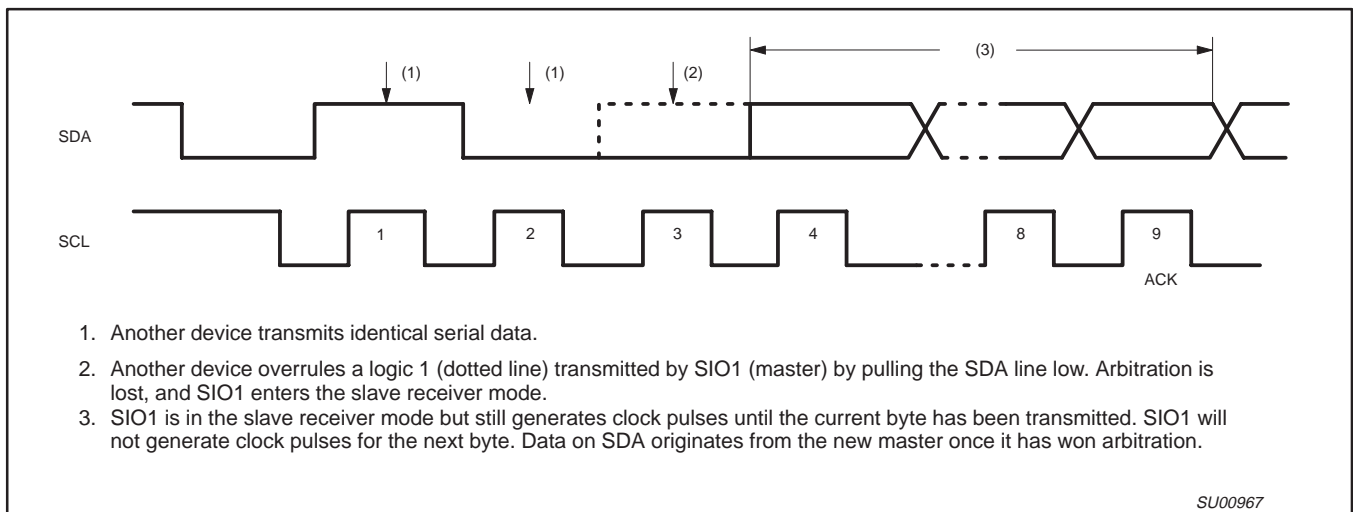 (1) (1) (2) (3)
SDA
SCL 1 2 3 4 8 9
ACK
1. Another device transmits identical serial data.
2. Another device overrules a logic 1 (dotted line) transmitted by SIO1 (master) by pulling the SDA line low. Arbitration is
lost, and SIO1 enters the slave receiver mode.
3. SIO1 is in the slave receiver mode but still generates clock pulses until the current byte has been transmitted. SIO1 will
not generate clock pulses for the next byte. Data on SDA originates from the new master once it has won arbitration.
SU00967